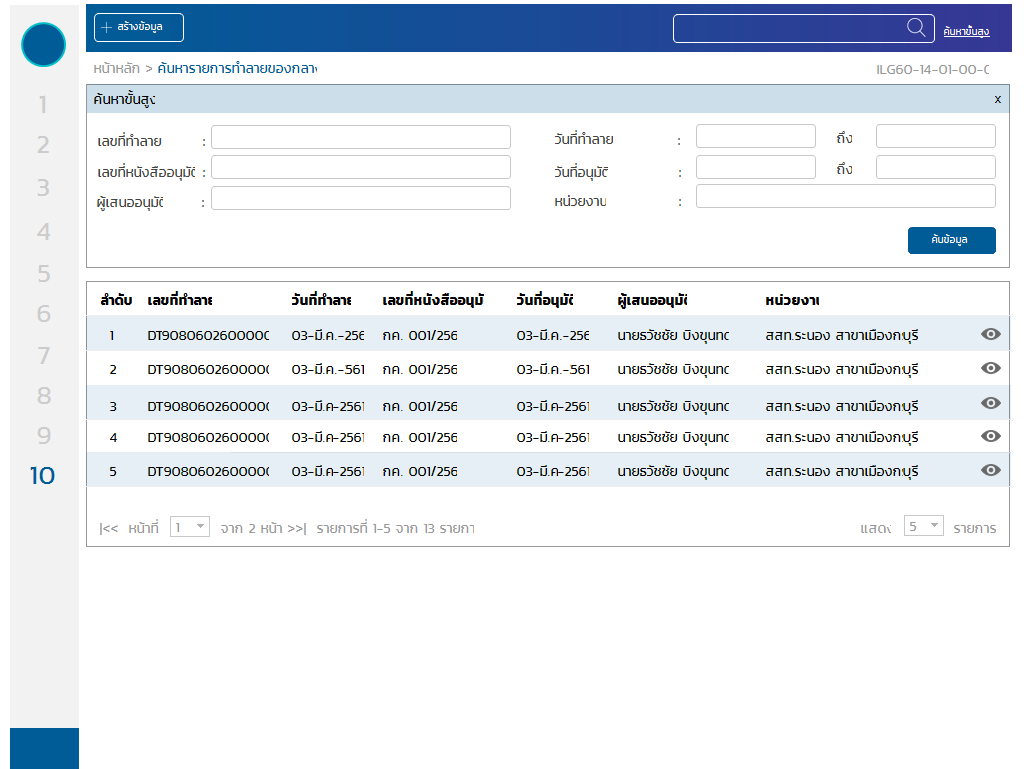 + สร้างข้อมูล ค้นหาขั้นสูง
หน้าหลัก > ค้นหารายการทำลายของกลาง ILG60-14-01-00-0
ค้นหาขั้นสูง x
เลขที่ทำลาย : วันที่ทำลาย : ถึง
เลขที่หนังสืออนุมัติ : วันที่อนุมัติ : ถึง
ผู้เสนออนุมัติ : หน่วยงาน :
ค้นข้อมูล
ลำดับ เลขที่ทำลาย วันที่ทำลาย เลขที่หนังสืออนุมั วันที่อนุมัติ ผู้เสนออนุมัติ หน่วยงาน
1 DT9080602600000 03-มี.ค.-256 กค. 001/256 03-มี.ค.-256 นายธวัชชัย บิงขุนทด สสท.ระนอง สาขาเมืองกบุรี
2 DT9080602600000 03-มี.ค.-561 กค. 001/256 03-มี.ค.-561 นายธวัชชัย บิงขุนทด สสท.ระนอง สาขาเมืองกบุรี
3 DT9080602600000 03-มี.ค-2561 กค. 001/256 03-มี.ค-2561 นายธวัชชัย บิงขุนทด สสท.ระนอง สาขาเมืองกบุรี
4 DT9080602600000 03-มี.ค-2561 กค. 001/256 03-มี.ค-2561 นายธวัชชัย บิงขุนทด สสท.ระนอง สาขาเมืองกบุรี
5 DT9080602600000 03-มี.ค-2561 กค. 001/256 03-มี.ค-2561 นายธวัชชัย บิงขุนทด สสท.ระนอง สาขาเมืองกบุรี
|<< หน้าที่ 1 จาก 2 หน้า >>| รายการที่ 1-5 จาก 13 รายกา แสดง 5 รายการ
1
2
3
4
5
6
7
8
9
10